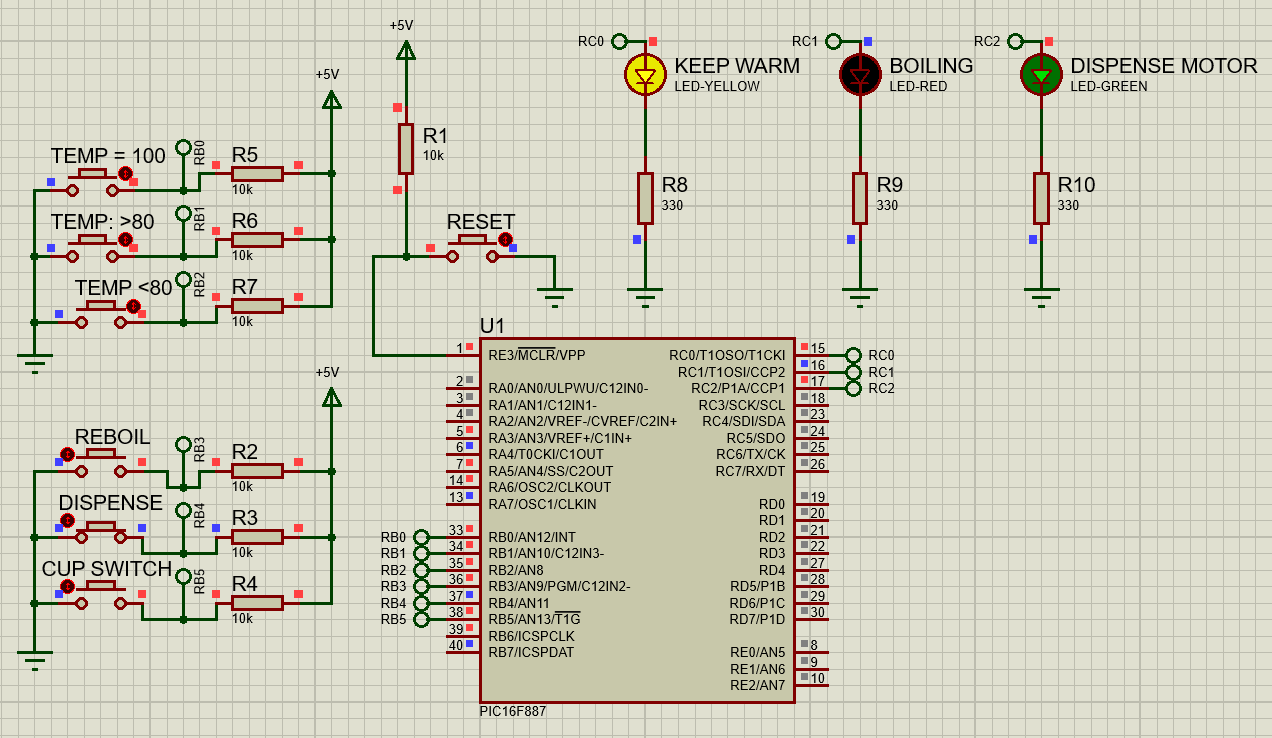 +5V
RC0
KEEP WARM
LED-YELLOW
RC1
BOILING
LED-RED
RC2
DISPENSE MOTOR
LED-GREEN
+5V
R1
10k
TEMP = 100
RB0
R5
10k
TEMP: >80
RB1
R6
10k
TEMP <80
RB2
R7
10k
R8
330
R9
330
R10
330
RESET
+5V
REBOIL
RB3
R2
10k
DISPENSE
RB4
R3
10k
CUP SWITCH
RB5
R4
10k
U1
1 RE3/MCLR/VPP
2 RA0/AN0/ULPWU/C12IN0-
3 RA1/AN1/C12IN1-
4 RA2/AN2/VREF-/CVREF/C2IN+
5 RA3/AN3/VREF+/C1IN+
6 RA4/T0CKI/C1OUT
7 RA5/AN4/SS/C2OUT
14 RA6/OSC2/CLKOUT
13 RA7/OSC1/CLKIN
RB0 33 RB0/AN12/INT
RB1 34 RB1/AN10/C12IN3-
RB2 35 RB2/AN8
RB3 36 RB3/AN9/PGM/C12IN2-
RB4 37 RB4/AN11
RB5 38 RB5/AN13/T1G
39 RB6/ICSPCLK
40 RB7/ICSPDAT
RC0/T1OSO/T1CKI 15 RC0
RC1/T1OSI/CCP2 16 RC1
RC2/P1A/CCP1 17 RC2
RC3/SCK/SCL 18
RC4/SDI/SDA 23
RC5/SDO 24
RC6/TX/CK 25
RC7/RX/DT 26
RD0 19
RD1 20
RD2 21
RD3 22
RD4 27
RD5/P1B 28
RD6/P1C 29
RD7/P1D 30
RE0/AN5 8
RE1/AN6 9
RE2/AN7 10
PIC16F887